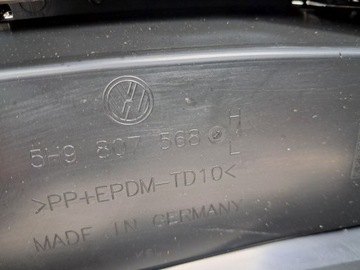 5H9 807 568
>PP+EPDM-TD10<
MADE IN GERMANY